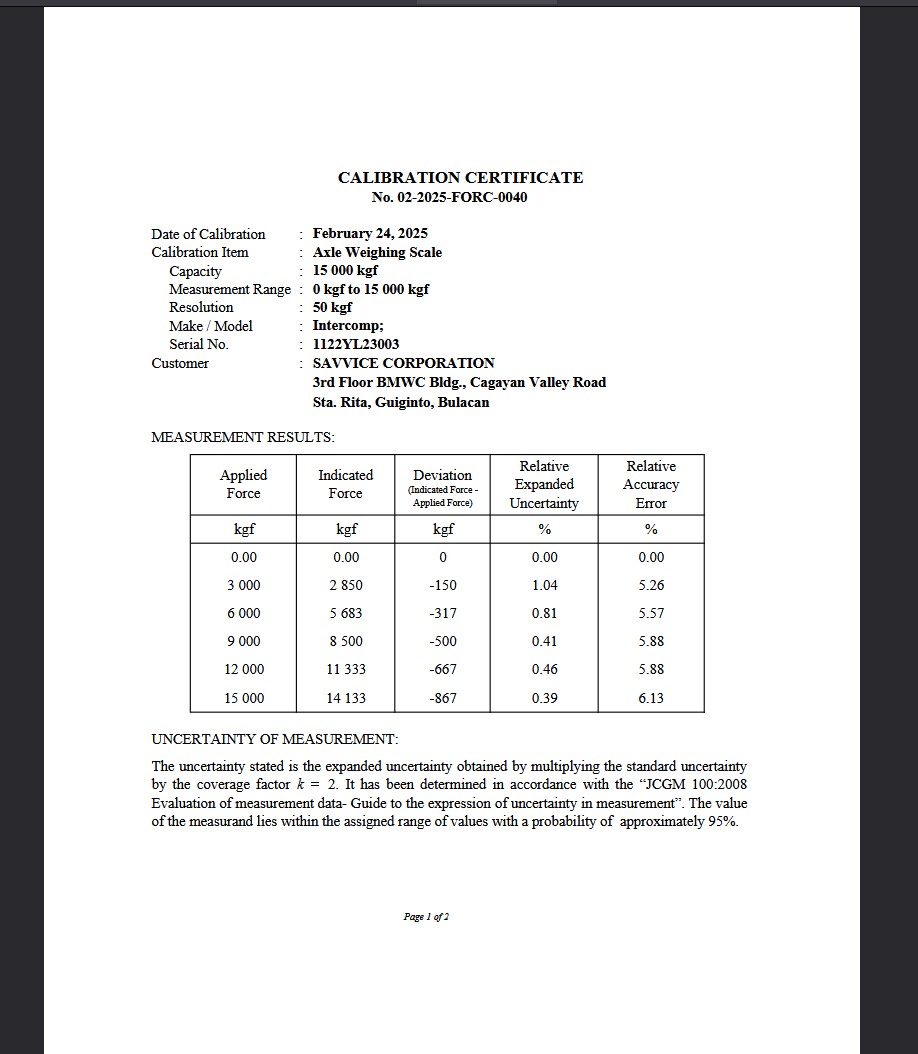 CALIBRATION CERTIFICATE
No. 02-2025-FORC-0040
Date of Calibration : February 24, 2025
Calibration Item : Axle Weighing Scale
Capacity : 15 000 kgf
Measurement Range : 0 kgf to 15 000 kgf
Resolution : 50 kgf
Make / Model : Intercomp;
Serial No. : 1122YL23003
Customer : SAVVICE CORPORATION
3rd Floor BMWC Bldg., Cagayan Valley Road
Sta. Rita, Guiginto, Bulacan
MEASUREMENT RESULTS:
Applied Force Indicated Force Deviation (Indicated Force - Applied Force) Relative Expanded Uncertainty Relative Accuracy Error
kgf kgf kgf % %
0.00 0.00 0 0.00 0.00
3 000 2 850 -150 1.04 5.26
6 000 5 683 -317 0.81 5.57
9 000 8 500 -500 0.41 5.88
12 000 11 333 -667 0.46 5.88
15 000 14 133 -867 0.39 6.13
UNCERTAINTY OF MEASUREMENT:
The uncertainty stated is the expanded uncertainty obtained by multiplying the standard uncertainty
by the coverage factor k = 2. It has been determined in accordance with the “JCGM 100:2008
Evaluation of measurement data- Guide to the expression of uncertainty in measurement”. The value
of the measurand lies within the assigned range of values with a probability of approximately 95%.
Page 1 of 2